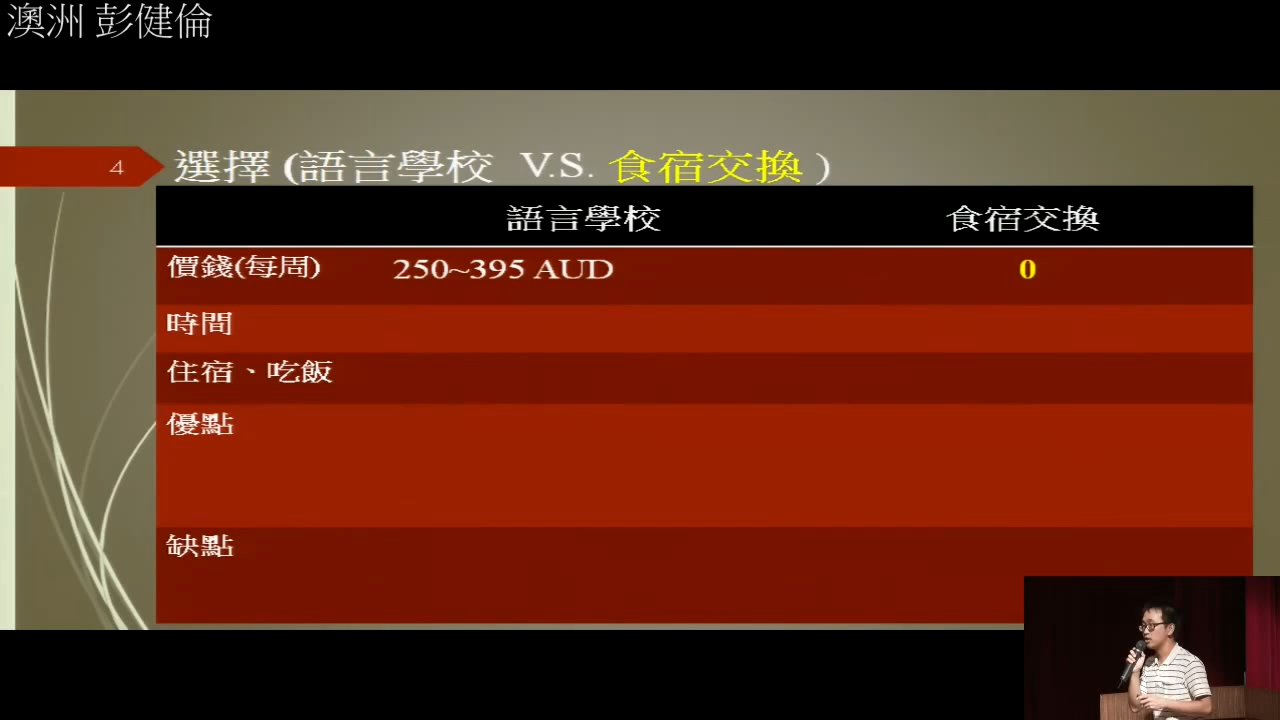 澳洲 彭健倫
4
選擇 (語言學校 V.S. 食宿交換 )
語言學校 食宿交換
價錢(每周) 250~395 AUD 0
時間
住宿、吃飯
優點
缺點